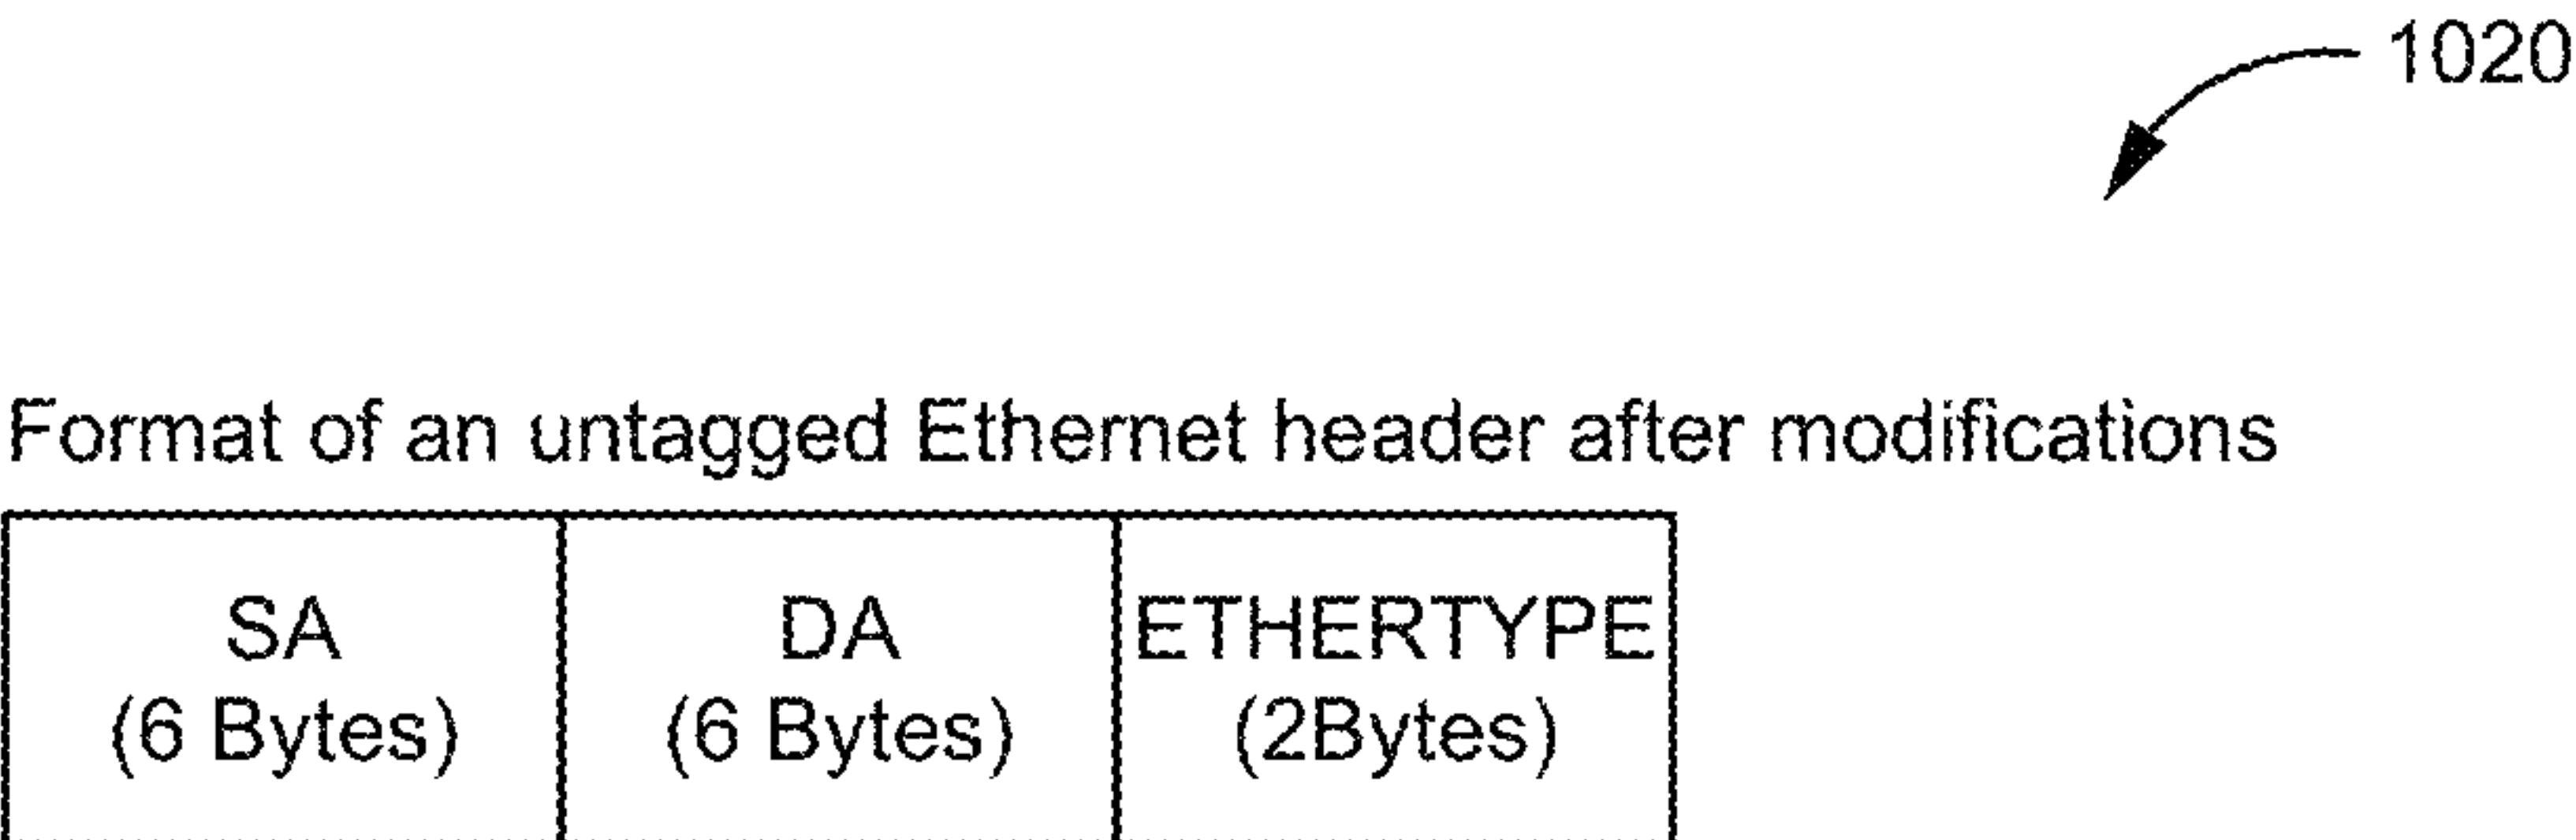 1020
Format of an untagged Ethernet header after modifications
SA DA ETHERTYPE
(6 Bytes) (6 Bytes) (2Bytes)